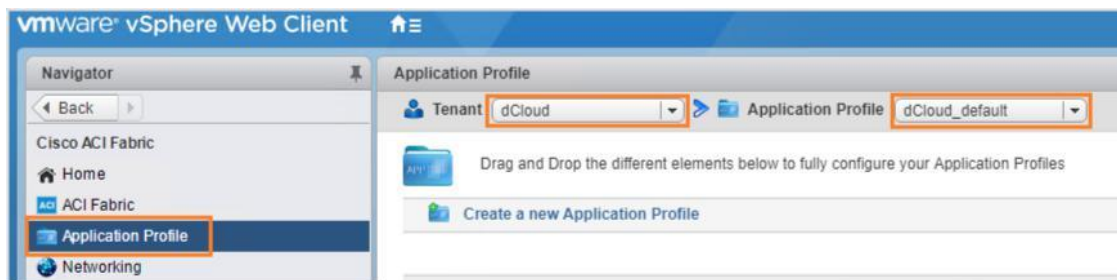 vmware® vSphere Web Client
Navigator
Application Profile
Back
Tenant dCloud Application Profile dCloud_default
Cisco ACI Fabric
Drag and Drop the different elements below to fully configure your Application Profiles
Home
ACI Fabric
Create a new Application Profile
Application Profile
Networking